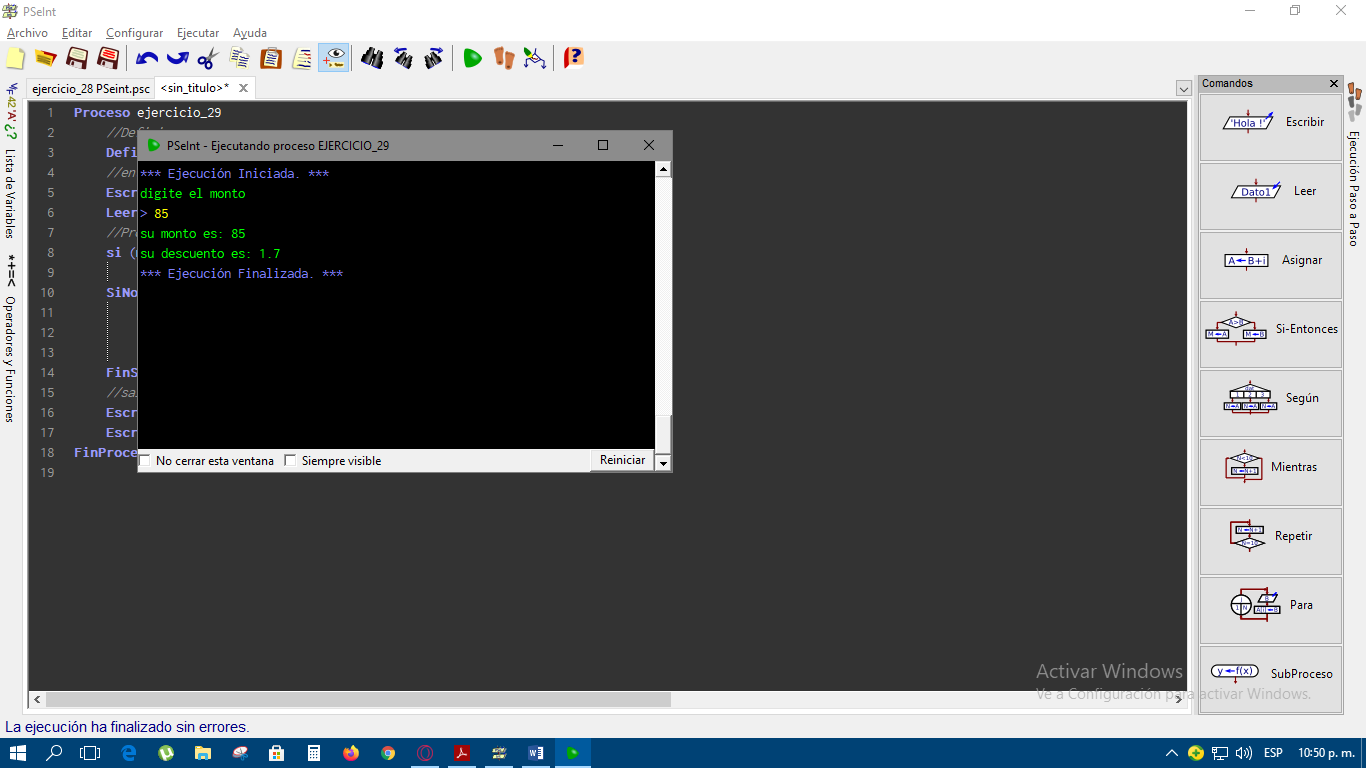 PSeInt
Archivo Editar Configurar Ejecutar Ayuda
ejercicio_28 PSeint.psc <sin_titulo>*
Lista de Variables
*+=< Operadores y Funciones
1 Proceso ejercicio_29
2
3 Defi
4 //en
5 Escr
6 Leer
7 //Pr
8 si (
9
10 SiNo
11
12
13
14 FinS
15 //sa
16 Escr
17 Escr
18 FinProce
19
PSeInt - Ejecutando proceso EJERCICIO_29
*** Ejecución Iniciada. ***
digite el monto
> 85
su monto es: 85
su descuento es: 1.7
*** Ejecución Finalizada. ***
No cerrar esta ventana Siempre visible Reiniciar
Comandos
'Hola !' Escribir
Dato1 Leer
A←B+i Asignar
A>B M←A M←B Si-Entonces
Según
Mientras
Repetir
Para
y←f(x) SubProceso
Ejecución Paso a Paso
Activar Windows
Ve a Configuración para activar Windows.
La ejecución ha finalizado sin errores.
ESP 10:50 p. m.